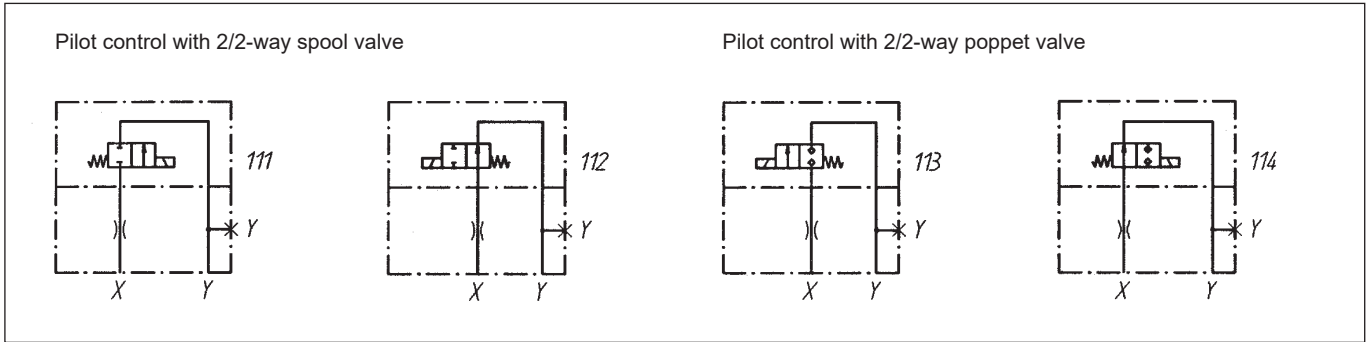 Pilot control with 2/2-way spool valve
Pilot control with 2/2-way poppet valve
111
112
113
114
Y
Y
Y
Y
X Y
X Y
X Y
X Y